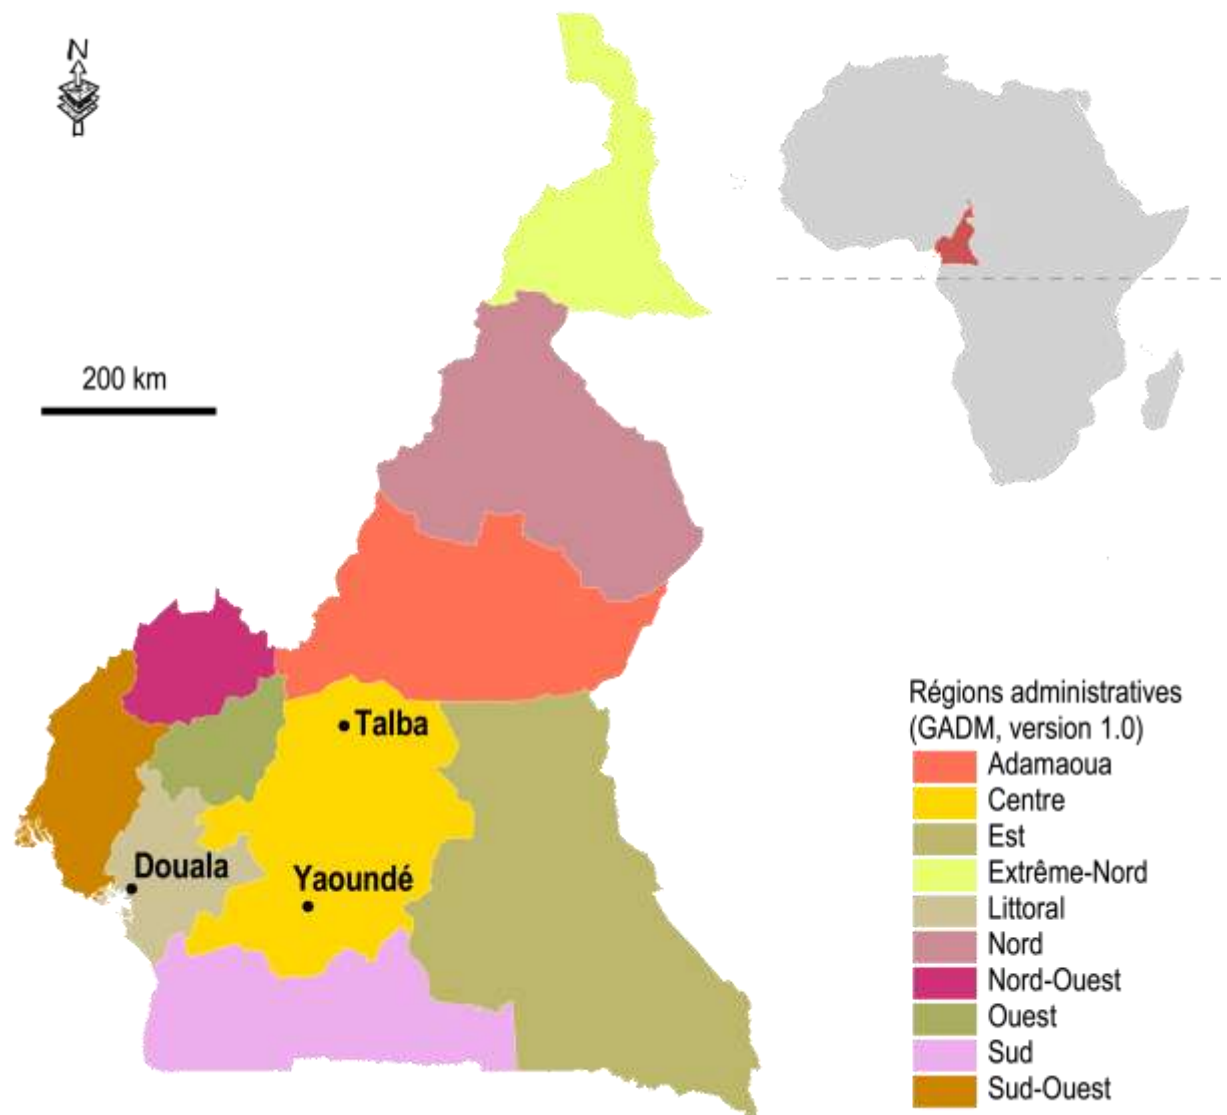 N
200 km
Talba
Douala
Yaoundé
Régions administratives
(GADM, version 1.0)
Adamaoua
Centre
Est
Extrême-Nord
Littoral
Nord
Nord-Ouest
Ouest
Sud
Sud-Ouest